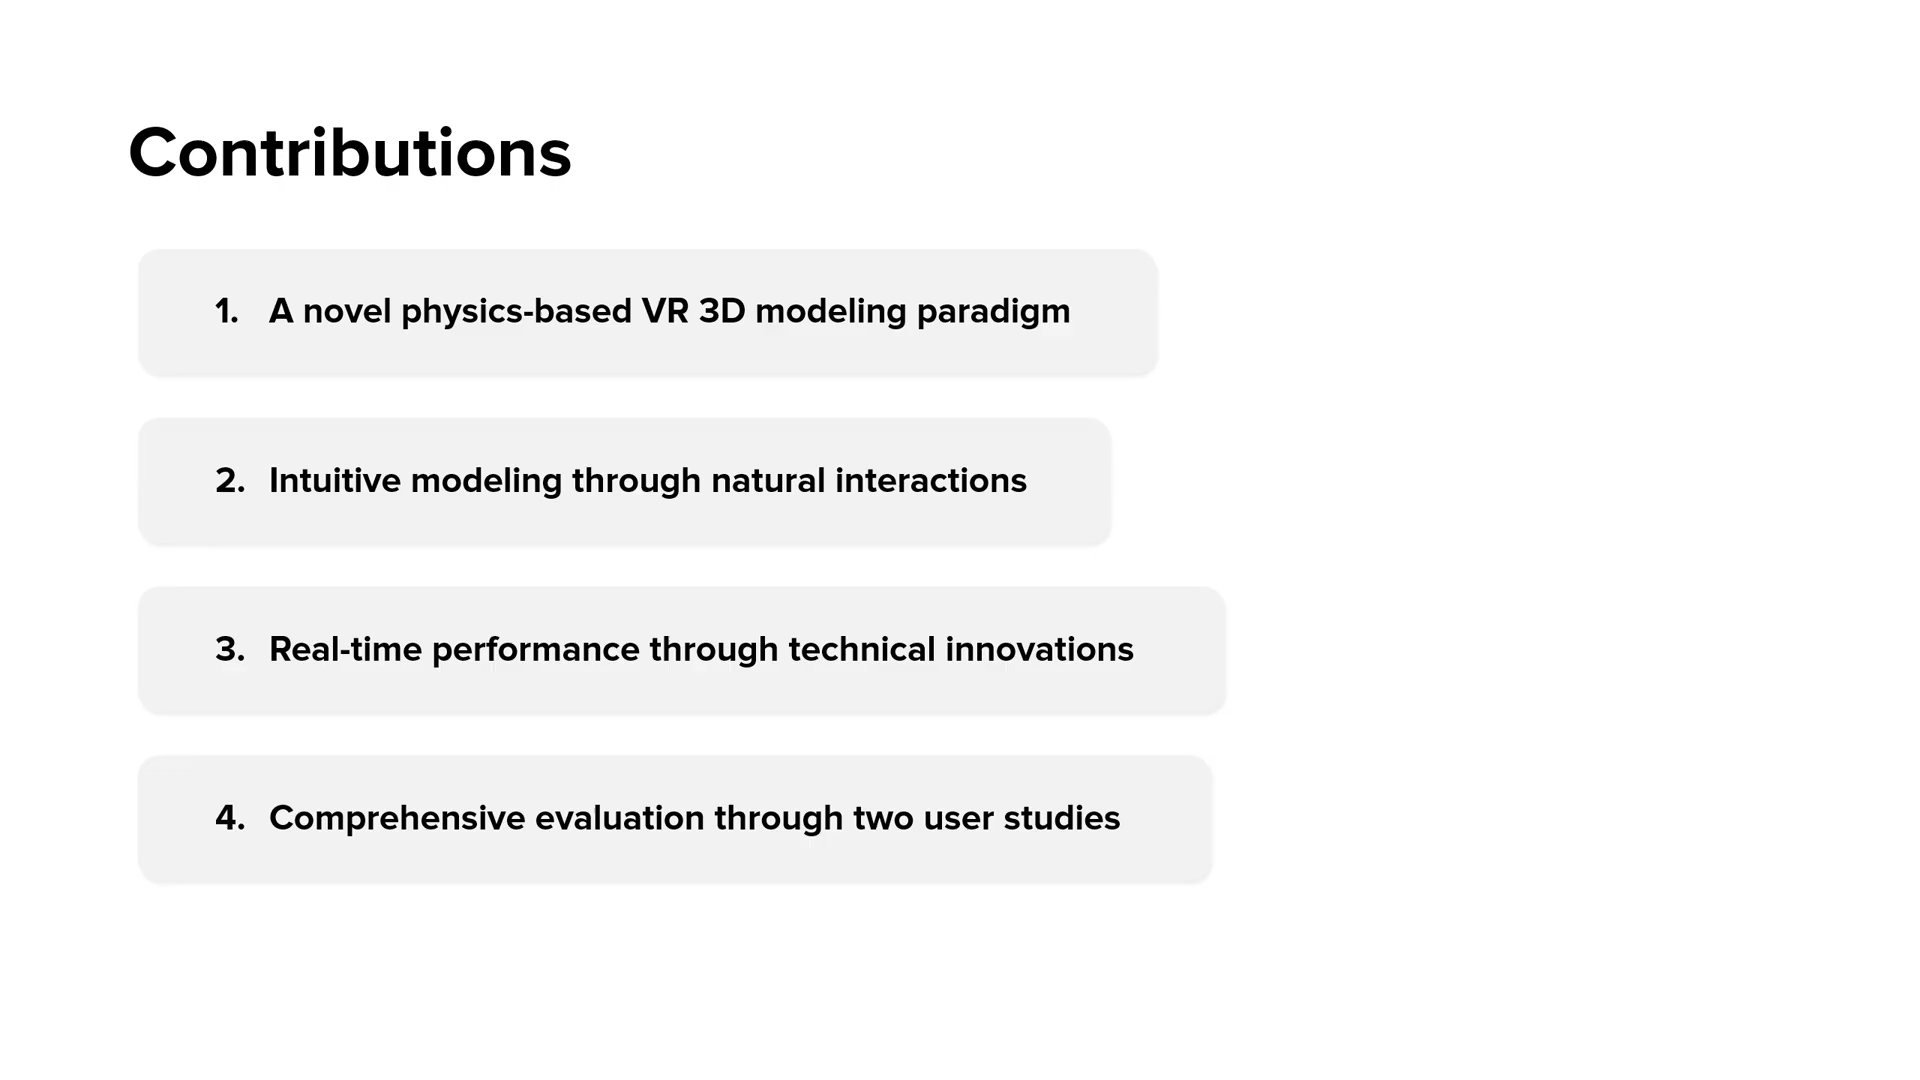 Contributions
1. A novel physics-based VR 3D modeling paradigm
2. Intuitive modeling through natural interactions
3. Real-time performance through technical innovations
4. Comprehensive evaluation through two user studies